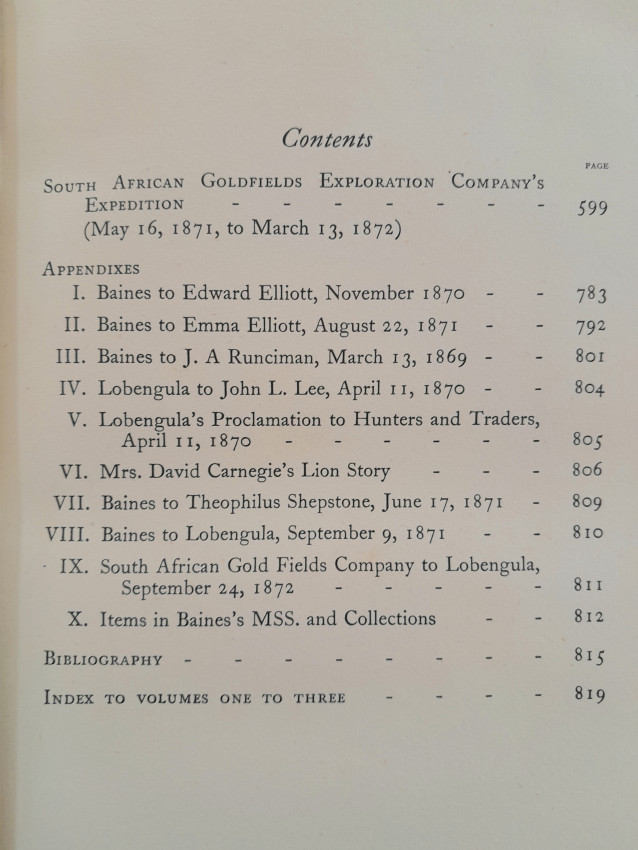 Contents
PAGE
SOUTH AFRICAN GOLDFIELDS EXPLORATION COMPANY'S
EXPEDITION - - - - - - - 599
(May 16, 1871, to March 13, 1872)
APPENDIXES
I. Baines to Edward Elliott, November 1870 - - 783
II. Baines to Emma Elliott, August 22, 1871 - - 792
III. Baines to J. A Runciman, March 13, 1869 - - 801
IV. Lobengula to John L. Lee, April 11, 1870 - - 804
V. Lobengula's Proclamation to Hunters and Traders,
April 11, 1870 - - - - - - 805
VI. Mrs. David Carnegie's Lion Story - - - 806
VII. Baines to Theophilus Shepstone, June 17, 1871 - 809
VIII. Baines to Lobengula, September 9, 1871 - - 810
IX. South African Gold Fields Company to Lobengula,
September 24, 1872 - - - - - 811
X. Items in Baines's MSS. and Collections - - 812
BIBLIOGRAPHY - - - - - - - - 815
INDEX TO VOLUMES ONE TO THREE - - - - 819